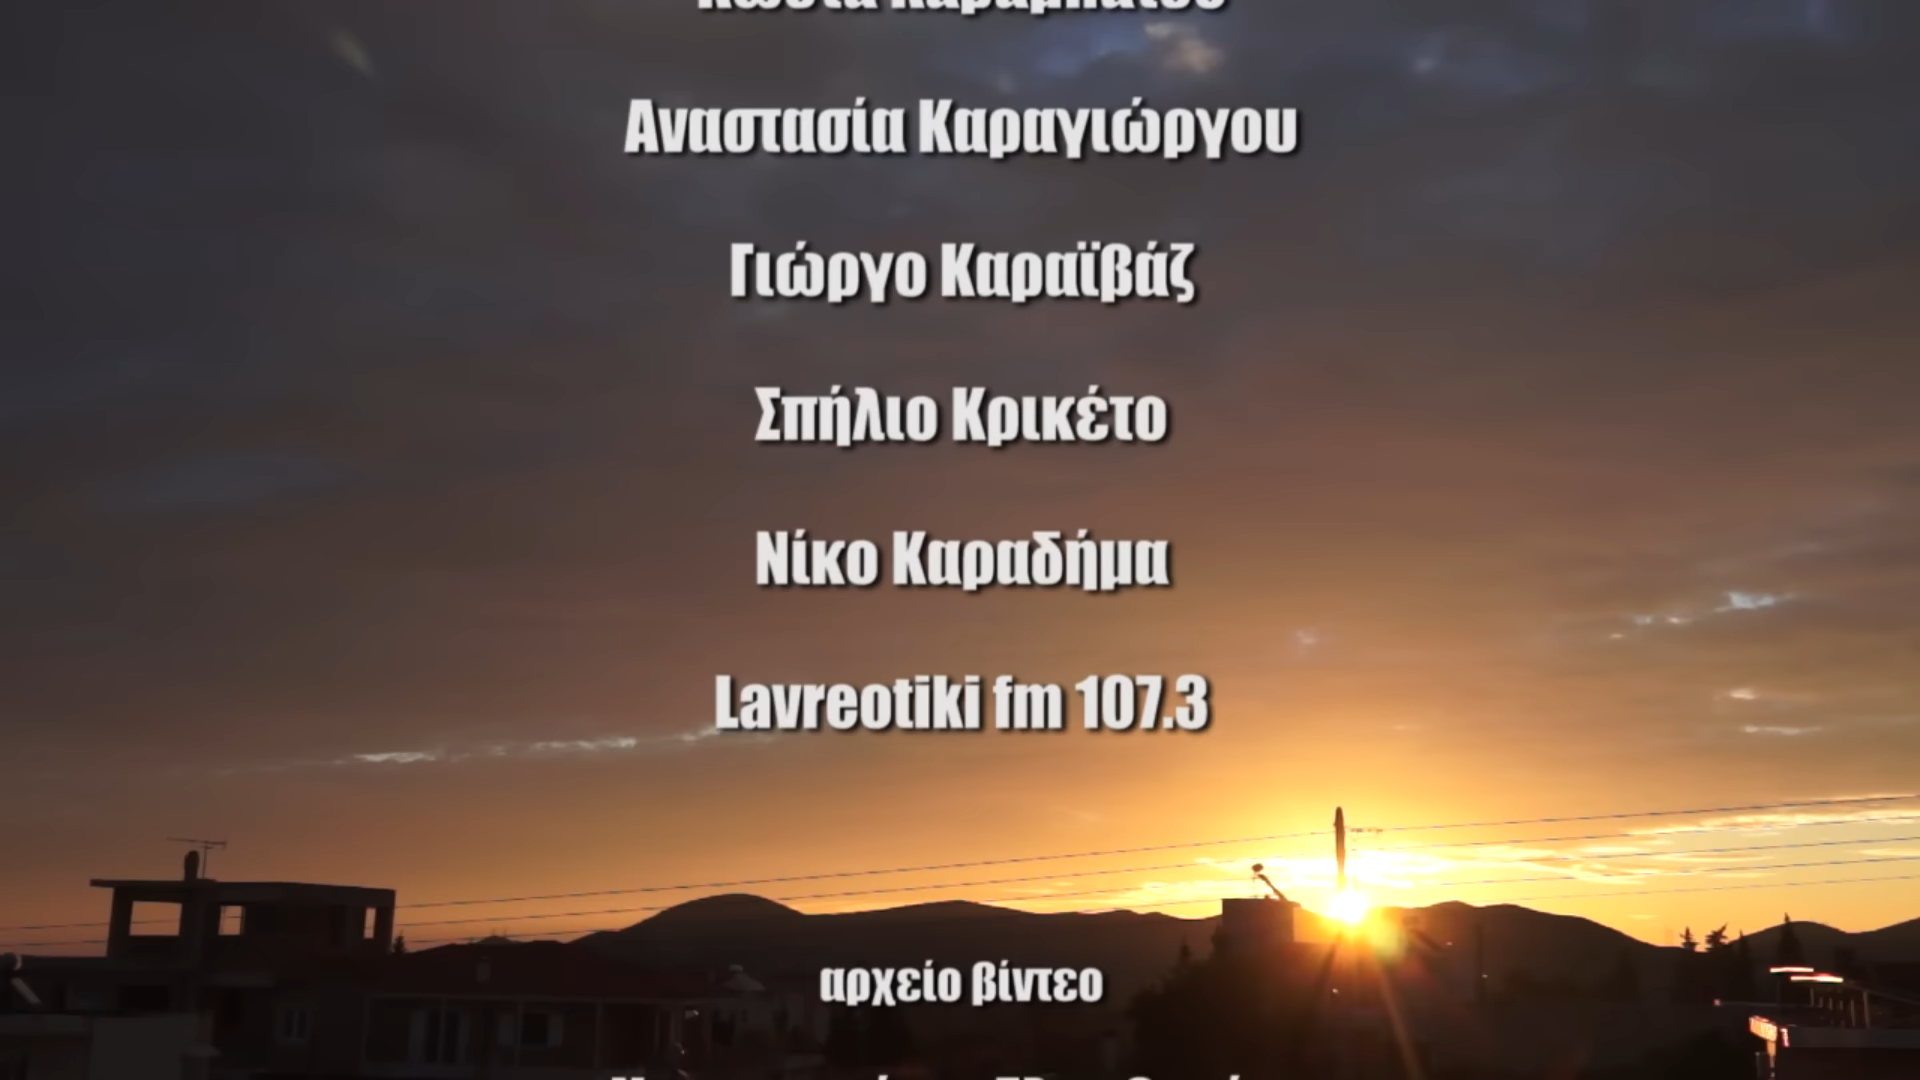 Αναστασία Καραγιώργου
Γιώργο Καραϊβάζ
Σπήλιο Κρικέτο
Νίκο Καραδήμα
Lavreotiki fm 107.3
αρχείο βίντεο